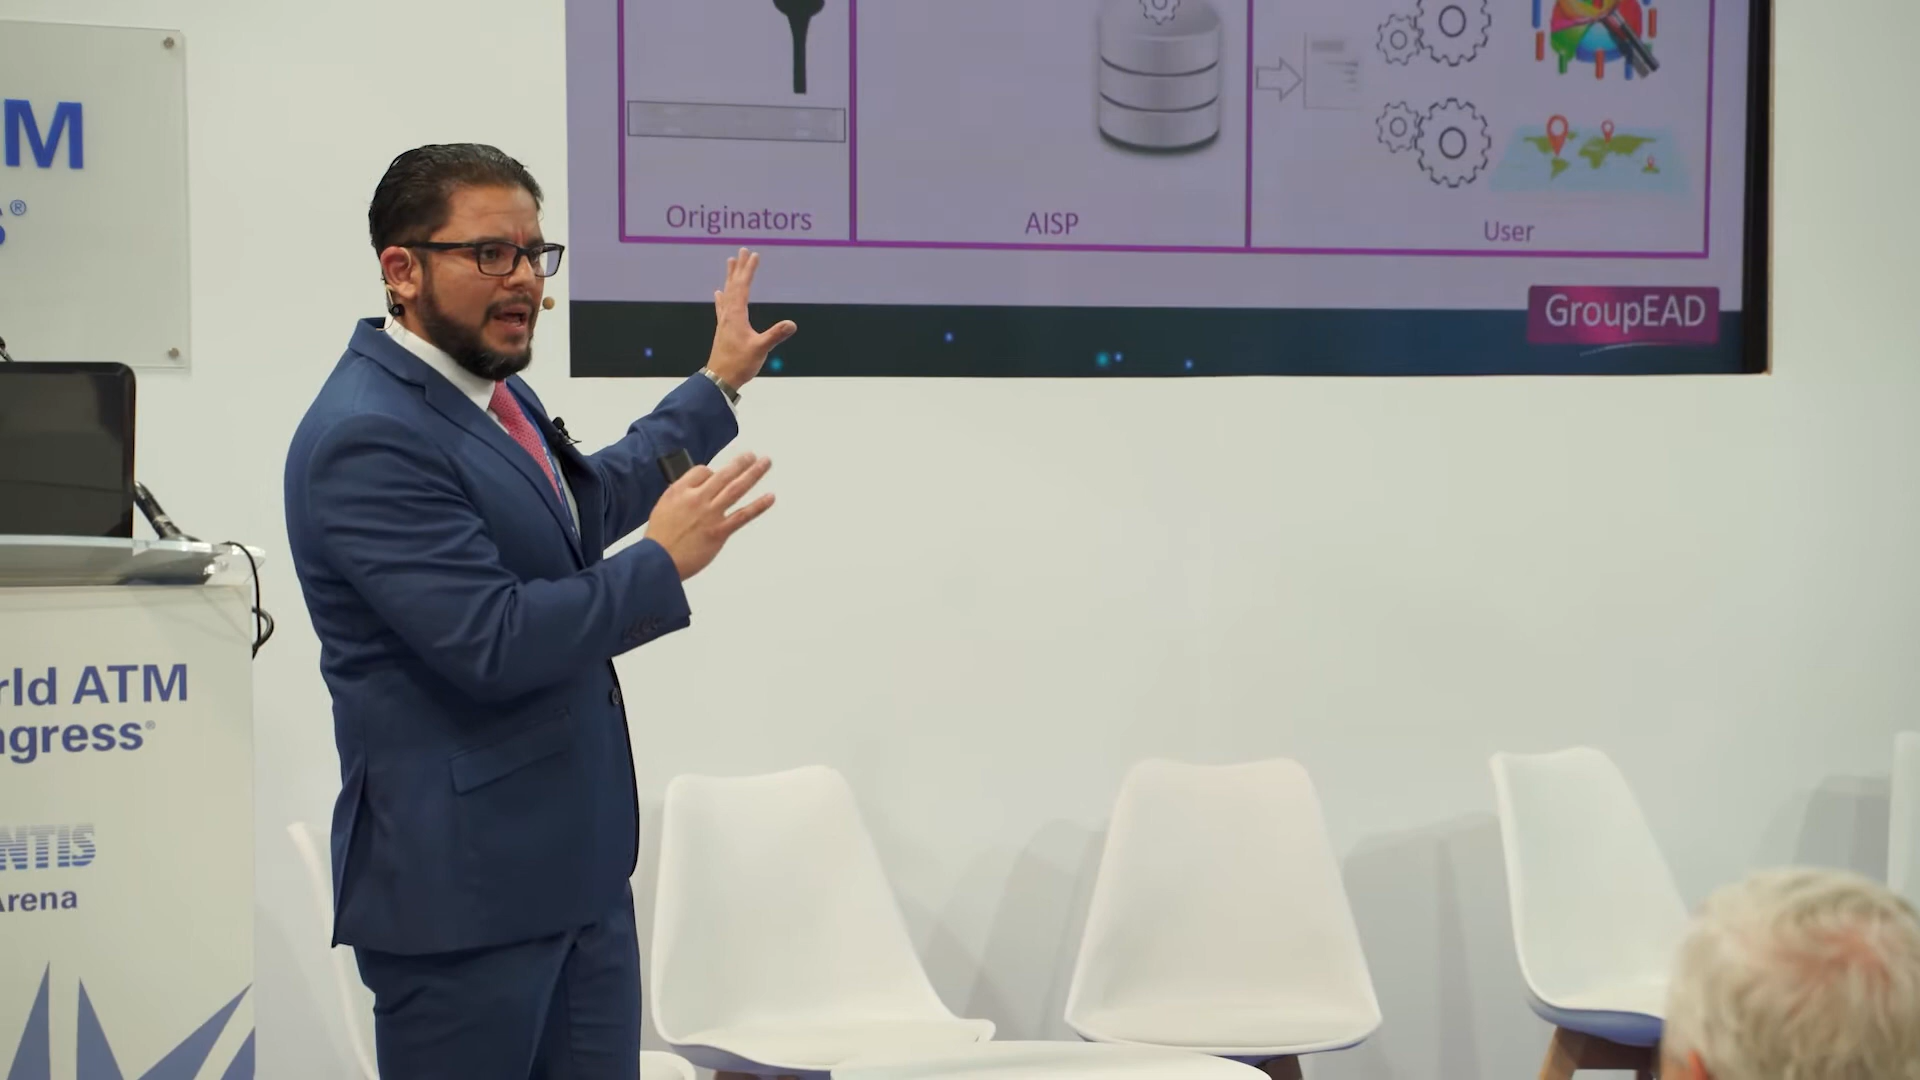 M
®
Originators
AISP
User
GroupEAD
rld ATM
ngress®
NTIS
Arena